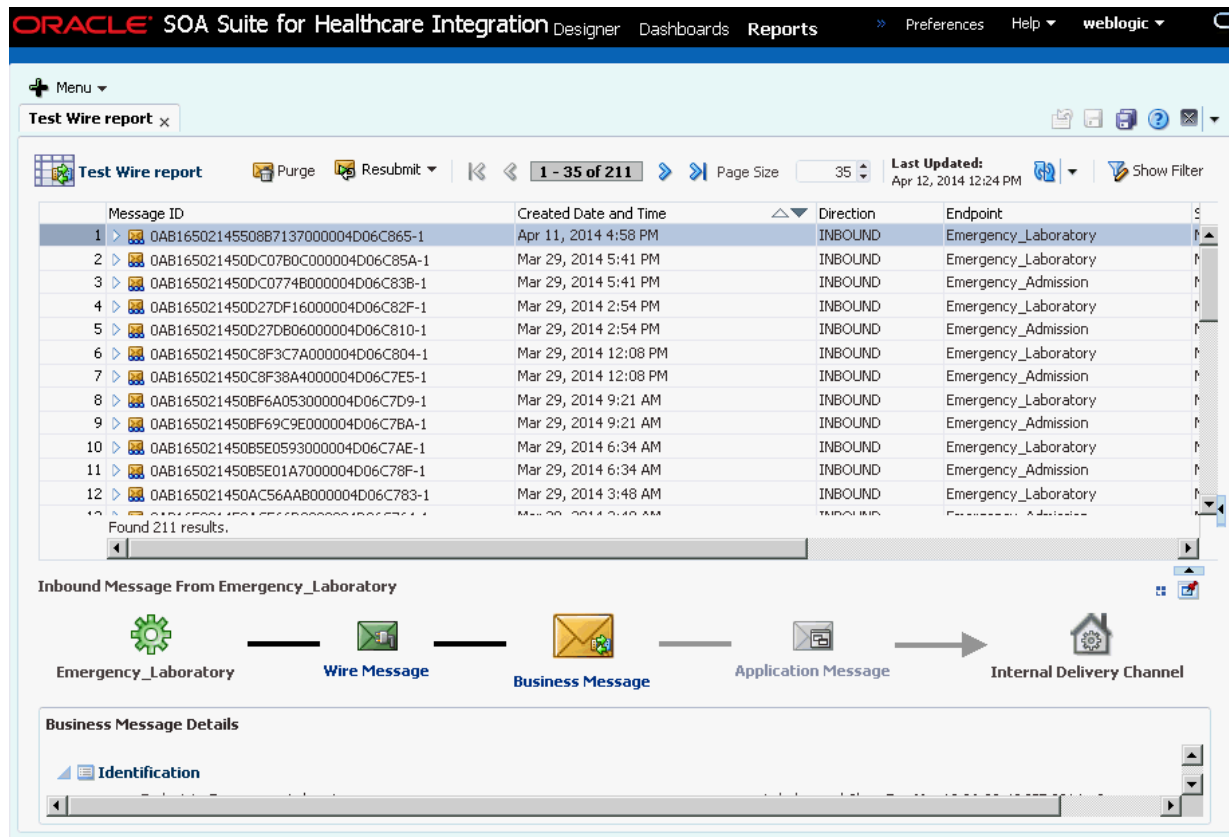 ORACLE SOA Suite for Healthcare Integration Designer Dashboards Reports » Preferences Help weblogic
Menu
Test Wire report x
Test Wire report Purge Resubmit 1 - 35 of 211 Page Size 35 Last Updated: Apr 12, 2014 12:24 PM Show Filter
Message ID Created Date and Time Direction Endpoint
1 0AB16502145508B7137000004D06C865-1 Apr 11, 2014 4:58 PM INBOUND Emergency_Laboratory
2 0AB165021450DC07B0C000004D06C85A-1 Mar 29, 2014 5:41 PM INBOUND Emergency_Laboratory
3 0AB165021450DC0774B000004D06C83B-1 Mar 29, 2014 5:41 PM INBOUND Emergency_Admission
4 0AB165021450D27DF16000004D06C82F-1 Mar 29, 2014 2:54 PM INBOUND Emergency_Laboratory
5 0AB165021450D27DB06000004D06C810-1 Mar 29, 2014 2:54 PM INBOUND Emergency_Admission
6 0AB165021450C8F3C7A000004D06C804-1 Mar 29, 2014 12:08 PM INBOUND Emergency_Laboratory
7 0AB165021450C8F38A4000004D06C7E5-1 Mar 29, 2014 12:08 PM INBOUND Emergency_Admission
8 0AB165021450BF6A053000004D06C7D9-1 Mar 29, 2014 9:21 AM INBOUND Emergency_Laboratory
9 0AB165021450BF69C9E000004D06C7BA-1 Mar 29, 2014 9:21 AM INBOUND Emergency_Admission
10 0AB165021450B5E0593000004D06C7AE-1 Mar 29, 2014 6:34 AM INBOUND Emergency_Laboratory
11 0AB165021450B5E01A7000004D06C78F-1 Mar 29, 2014 6:34 AM INBOUND Emergency_Admission
12 0AB165021450AC56AAB000004D06C783-1 Mar 29, 2014 3:48 AM INBOUND Emergency_Laboratory
Found 211 results.
Inbound Message From Emergency_Laboratory
Emergency_Laboratory Wire Message Business Message Application Message Internal Delivery Channel
Business Message Details
Identification